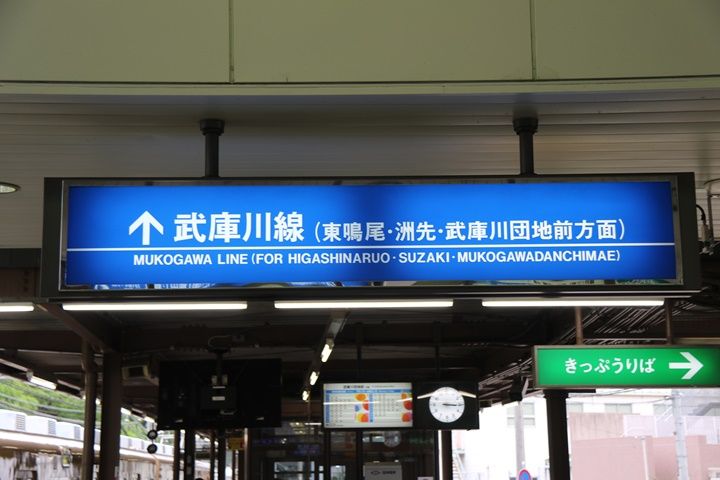 ↑ 武庫川線（東鳴尾・洲先・武庫川団地前方面）
MUKOGAWA LINE(FOR HIGASHINARUO・SUZAKI・MUKOGAWADANCHIMAE)
きっぷうりば →